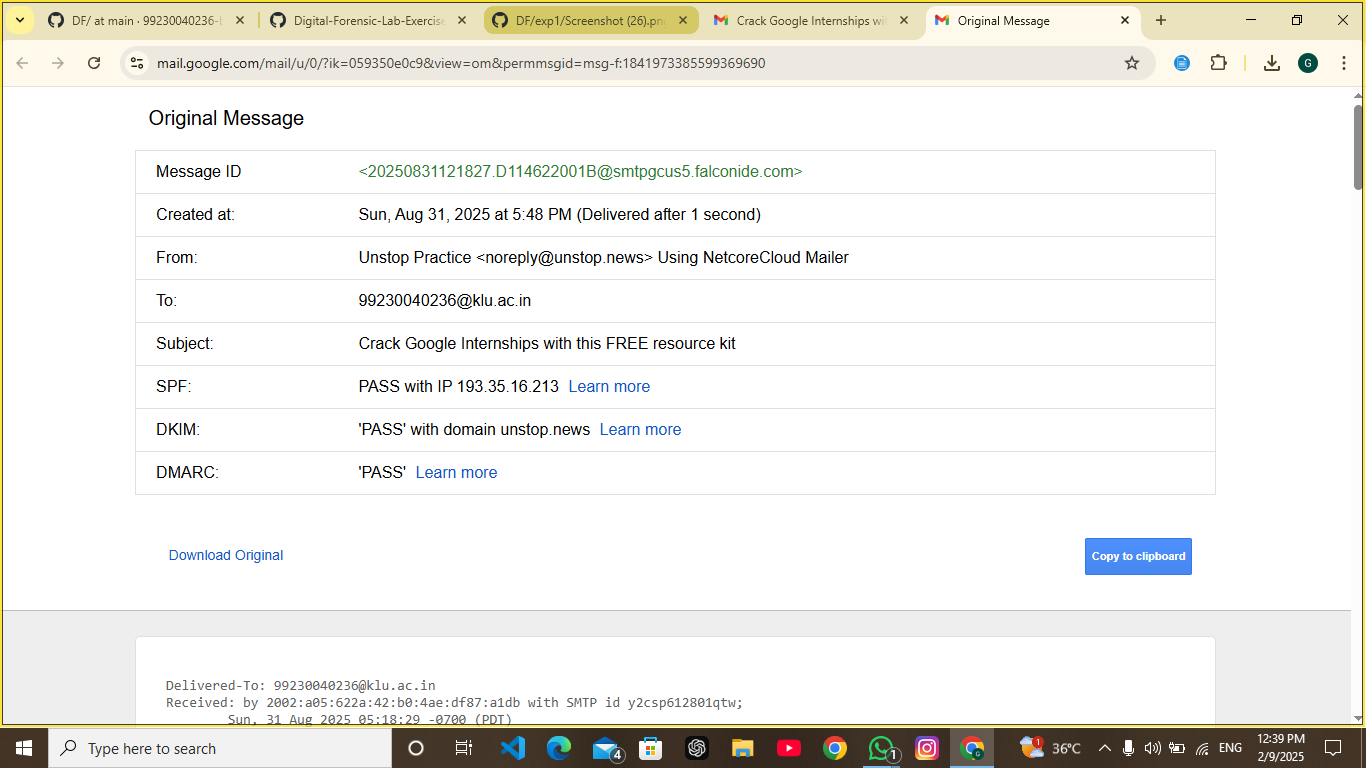 DF/ at main · 99230040236-b
Digital-Forensic-Lab-Exercise
DF/exp1/Screenshot (26).pn
Crack Google Internships wi
Original Message
mail.google.com/mail/u/0/?ik=059350e0c9&view=om&permmsgid=msg-f:1841973385599369690
G
Original Message
Message ID <20250831121827.D114622001B@smtpgcus5.falconide.com>
Created at: Sun, Aug 31, 2025 at 5:48 PM (Delivered after 1 second)
From: Unstop Practice <noreply@unstop.news> Using NetcoreCloud Mailer
To: 99230040236@klu.ac.in
Subject: Crack Google Internships with this FREE resource kit
SPF: PASS with IP 193.35.16.213 Learn more
DKIM: 'PASS' with domain unstop.news Learn more
DMARC: 'PASS' Learn more
Download Original
Copy to clipboard
Delivered-To: 99230040236@klu.ac.in
Received: by 2002:a05:622a:42:b0:4ae:df87:a1db with SMTP id y2csp612801qtw;
Sun, 31 Aug 2025 05:18:29 -0700 (PDT)
Type here to search
4
1
G
1
36°C
ENG
12:39 PM
2/9/2025